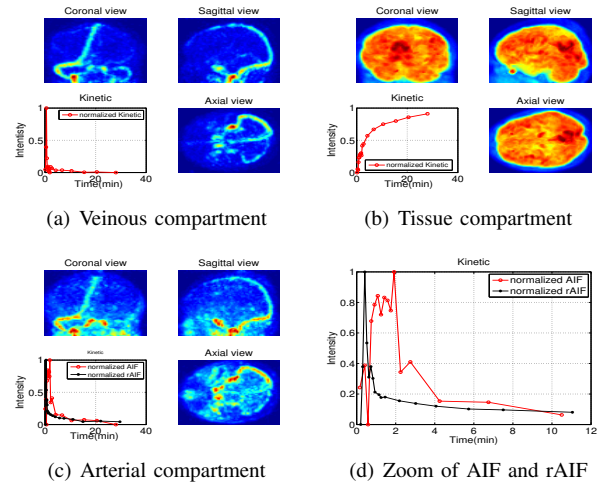 Coronal view
Sagittal view
Kinetic
1
0.5
0
Intentisty
normalized Kinetic
0
20
40
Time(min)
Axial view
(a) Veinous compartment
Coronal view
Sagittal view
Kinetic
1
0.5
0
Intensity
normalized Kinetic
0
20
40
Time(min)
Axial view
(b) Tissue compartment
Coronal view
Sagittal view
Kinetic
1
0.5
0
Intensity
normalized AIF
normalized rAIF
0
20
40
Time(min)
Axial view
(c) Arterial compartment
Kinetic
1
0.8
0.6
0.4
0.2
0
Intensity
normalized AIF
normalized rAIF
0
2
4
6
8
10
12
Time(min)
(d) Zoom of AIF and rAIF